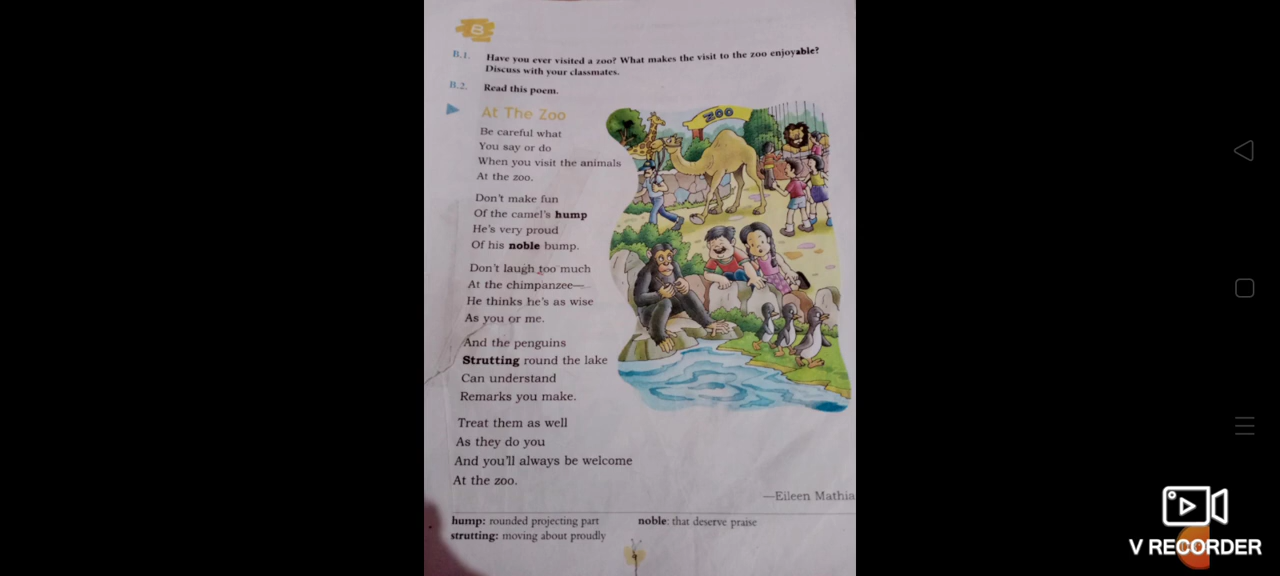 B
B.1. Have you ever visited a zoo? What makes the visit to the zoo enjoyable?
Discuss with your classmates.
B.2. Read this poem.
At The Zoo
Be careful what
You say or do
When you visit the animals
At the zoo.
Don't make fun
Of the camel's hump
He's very proud
Of his noble bump.
Don't laugh too much
At the chimpanzee—
He thinks he's as wise
As you or me.
And the penguins
Strutting round the lake
Can understand
Remarks you make.
Treat them as well
As they do you
And you'll always be welcome
At the zoo.
—Eileen Mathia
hump: rounded projecting part
noble: that deserve praise
strutting: moving about proudly
ZOO
9
V RECORDER